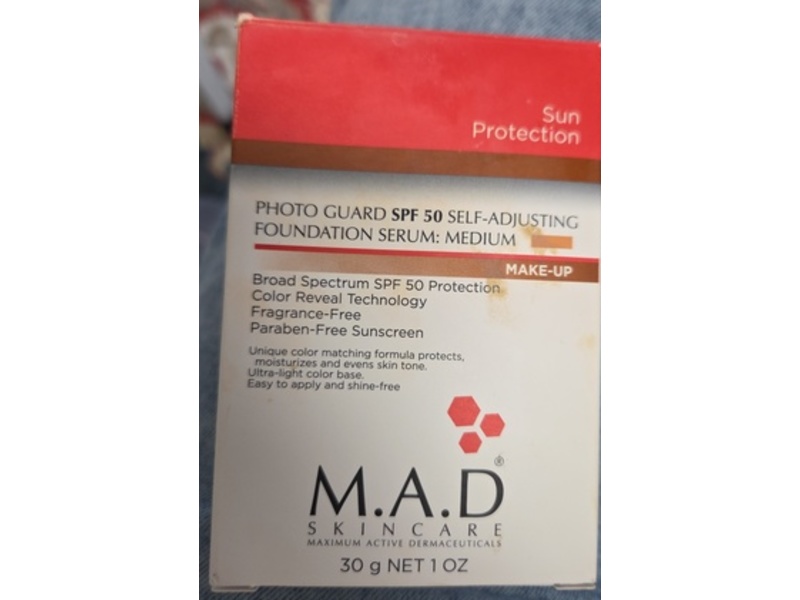 Sun
Protection
PHOTO GUARD SPF 50 SELF-ADJUSTING
FOUNDATION SERUM: MEDIUM
MAKE-UP
Broad Spectrum SPF 50 Protection
Color Reveal Technology
Fragrance-Free
Paraben-Free Sunscreen
Unique color matching formula protects,
moisturizes and evens skin tone.
Ultra-light color base.
Easy to apply and shine-free
M.A.D®
SKINCARE
MAXIMUM ACTIVE DERMACEUTICALS
30 g NET 1 OZ